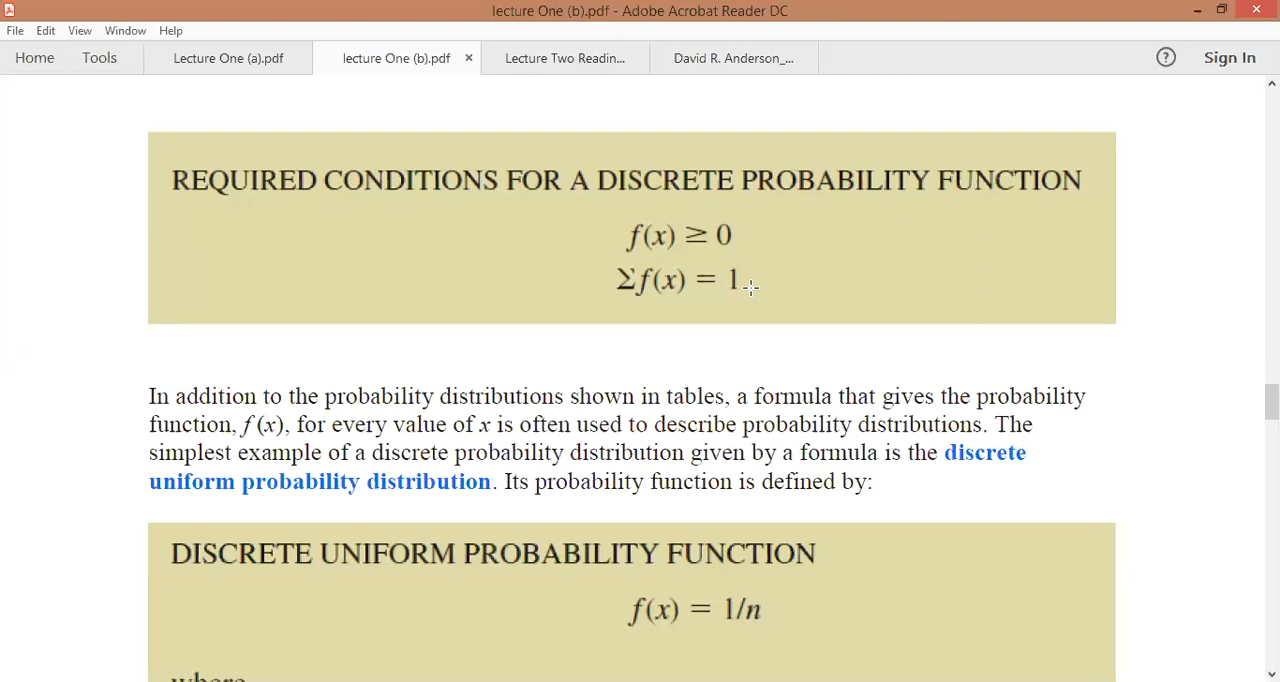 lecture One (b).pdf - Adobe Acrobat Reader DC
File Edit View Window Help
Home Tools Lecture One (a).pdf lecture One (b).pdf × Lecture Two Readin... David R. Anderson_... ? Sign In
REQUIRED CONDITIONS FOR A DISCRETE PROBABILITY FUNCTION
f(x) ≥ 0
Σf(x) = 1
In addition to the probability distributions shown in tables, a formula that gives the probability
function, f (x), for every value of x is often used to describe probability distributions. The
simplest example of a discrete probability distribution given by a formula is the discrete
uniform probability distribution. Its probability function is defined by:
DISCRETE UNIFORM PROBABILITY FUNCTION
f(x) = 1/n
where